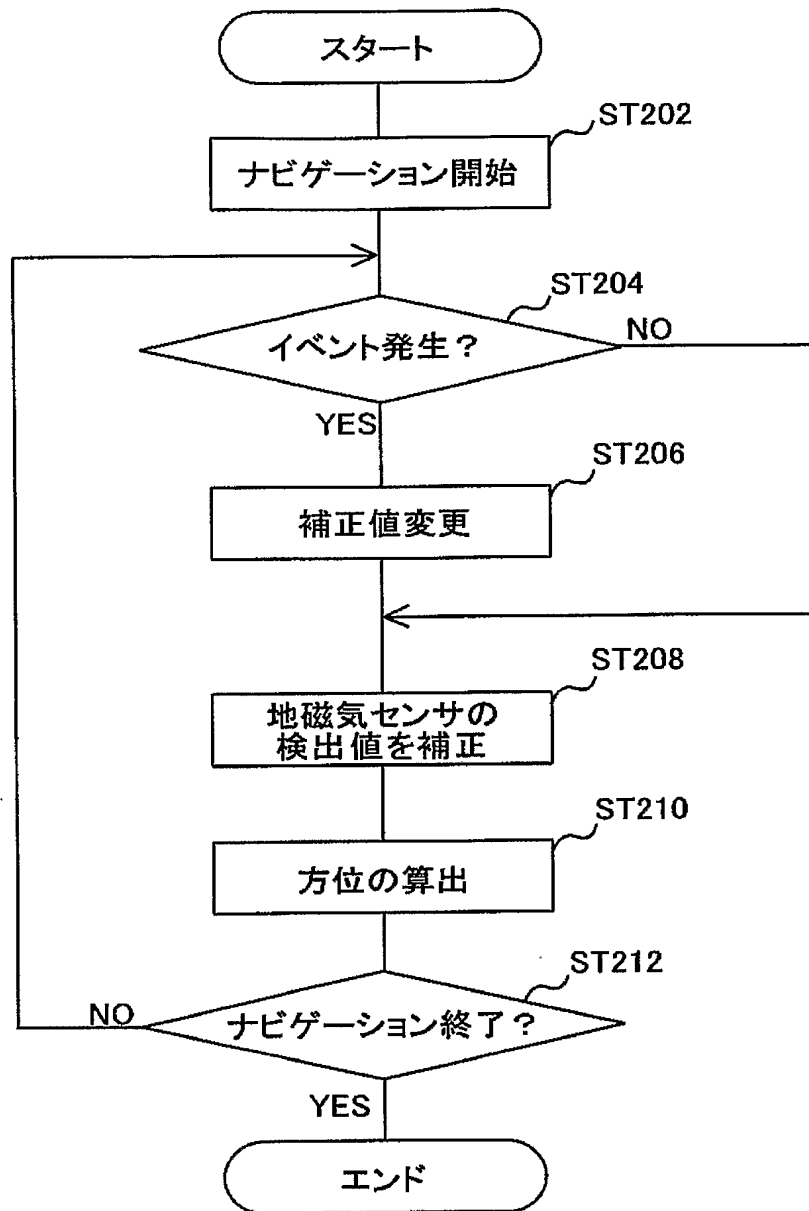 スタート
ST202
ナビゲーション開始
ST204
イベント発生？
NO
YES
ST206
補正値変更
ST208
地磁気センサの
検出値を補正
ST210
方位の算出
ST212
ナビゲーション終了？
NO
YES
エンド